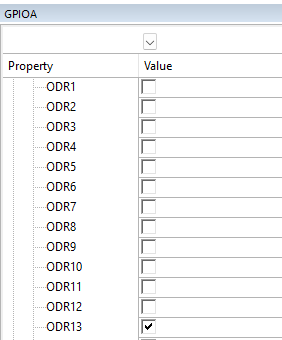 GPIOA
Property Value
ODR1
ODR2
ODR3
ODR4
ODR5
ODR6
ODR7
ODR8
ODR9
ODR10
ODR11
ODR12
ODR13